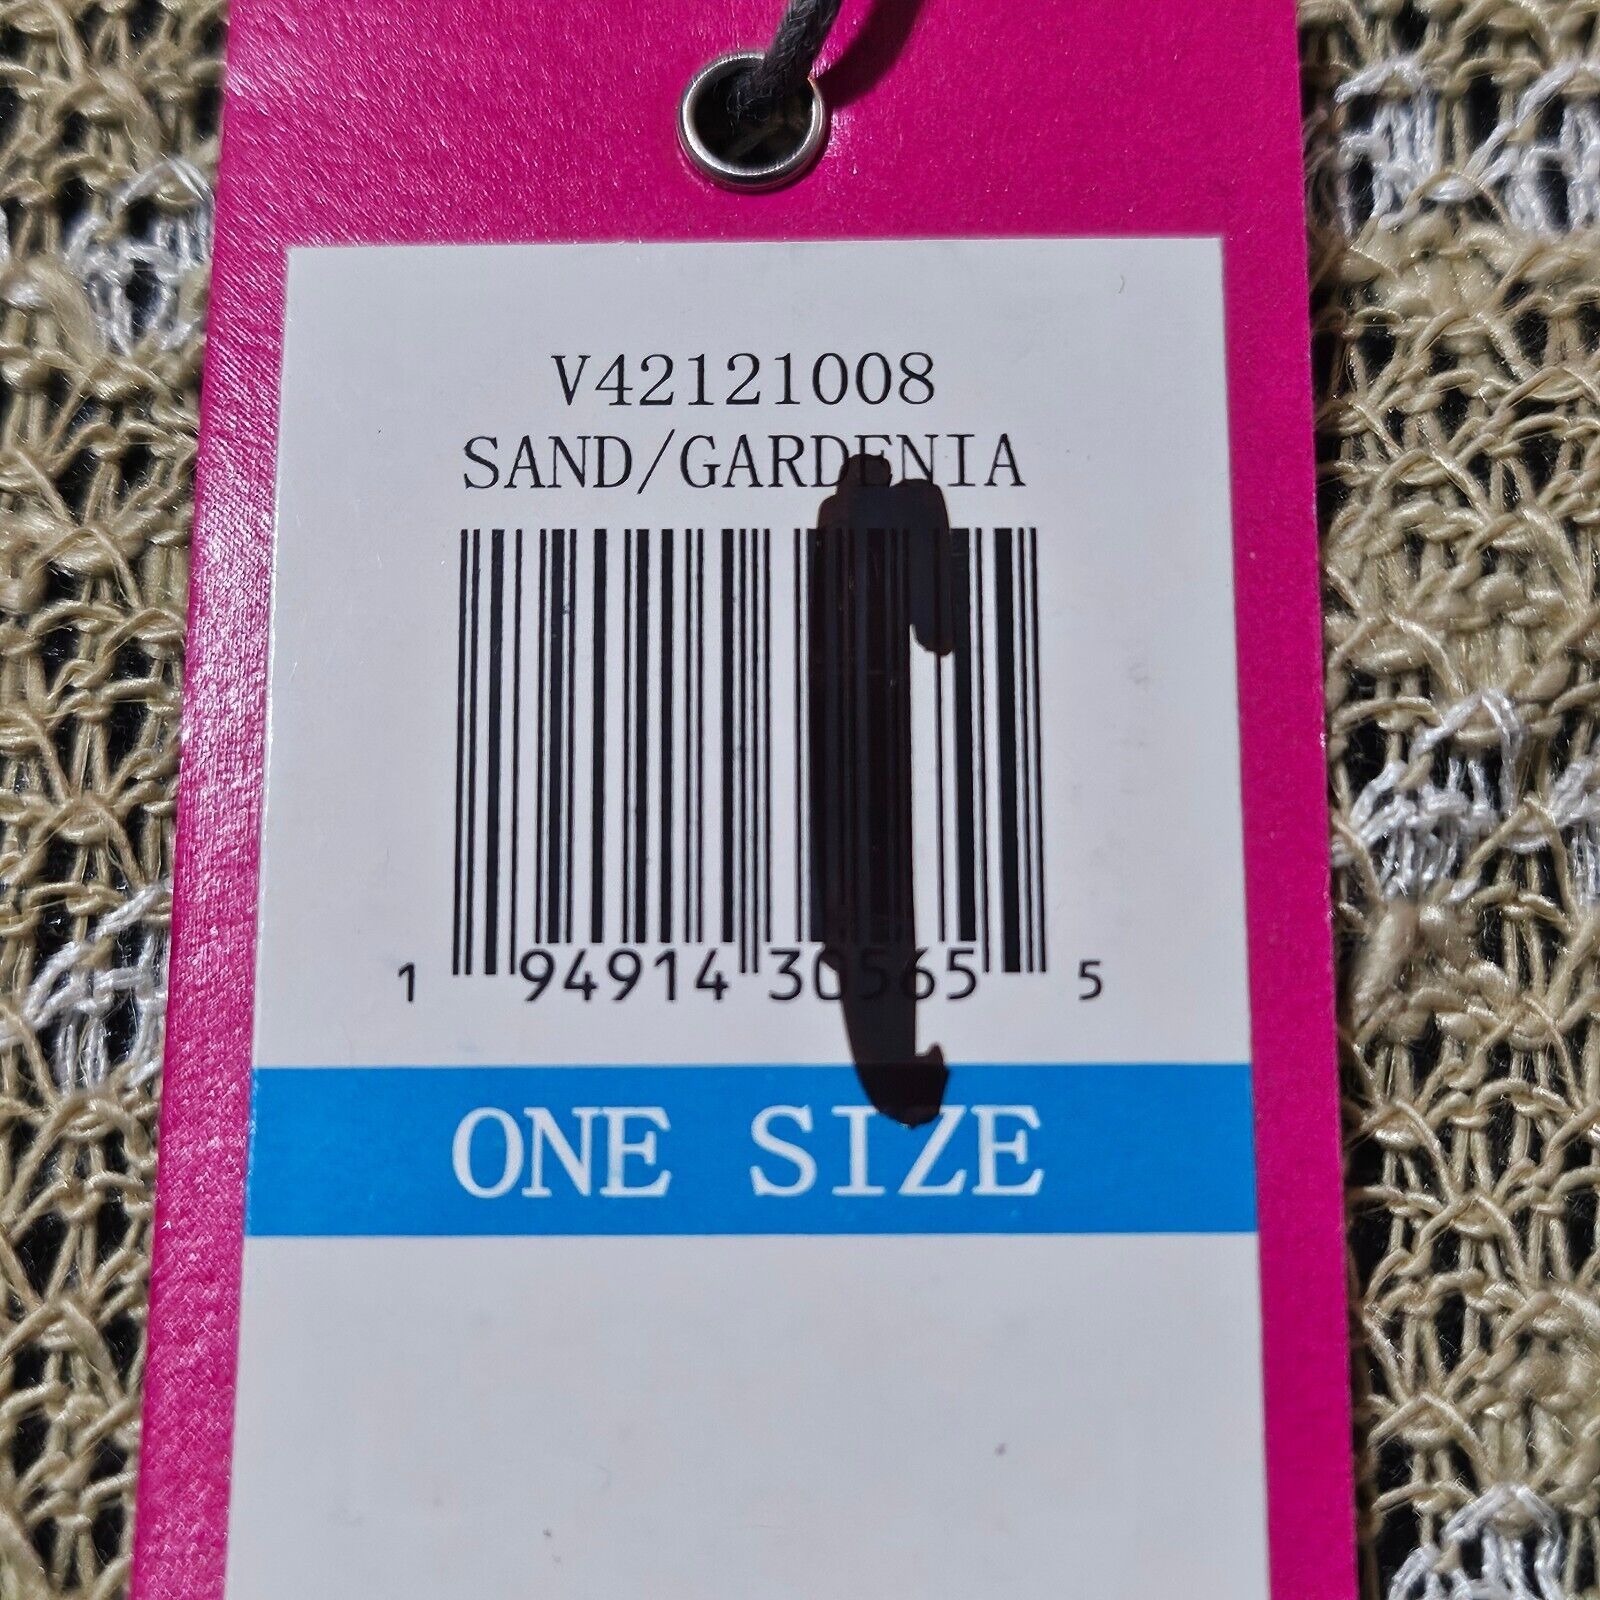 V42121008
SAND/GARDENIA
1 94914 30565 5
ONE SIZE